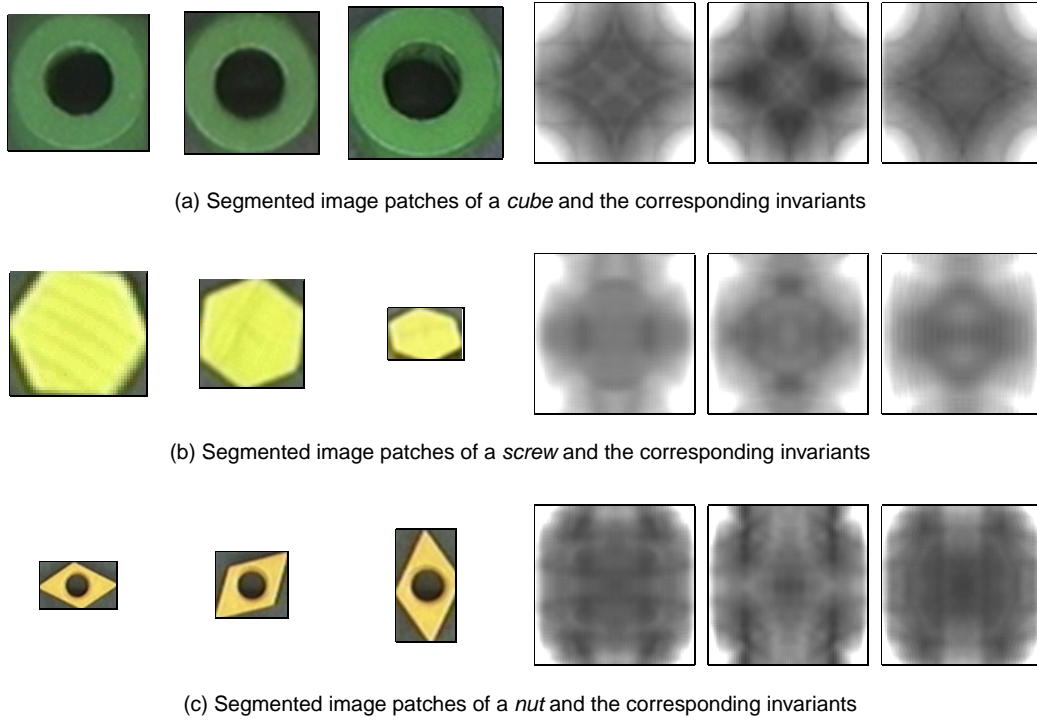 (a) Segmented image patches of a cube and the corresponding invariants
(b) Segmented image patches of a screw and the corresponding invariants
(c) Segmented image patches of a nut and the corresponding invariants